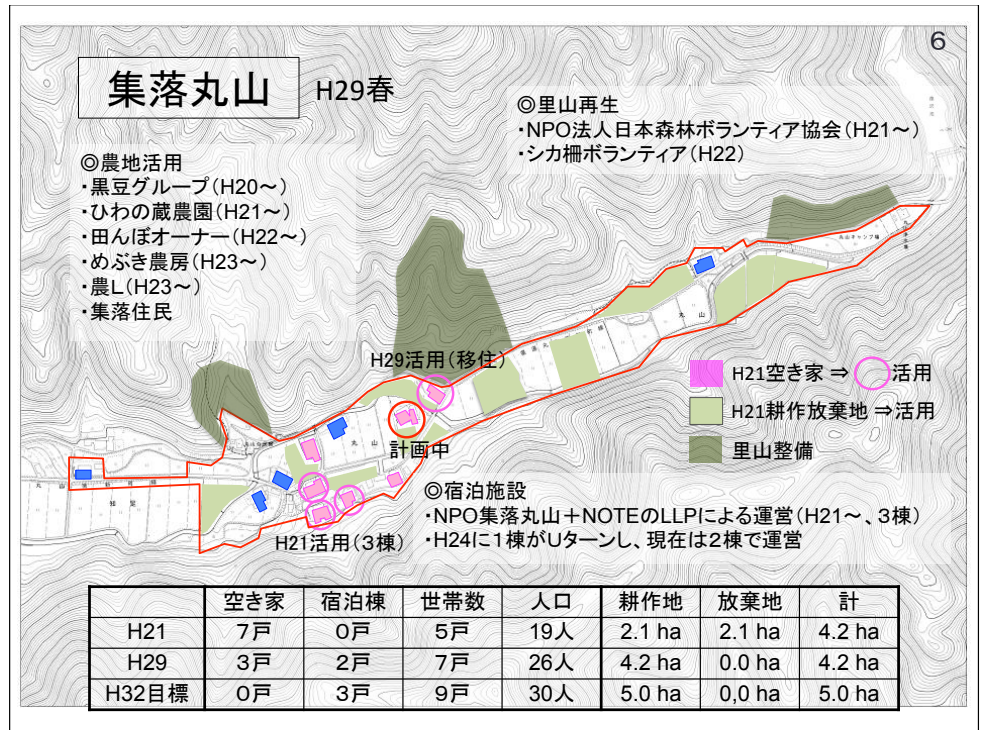 6
集落丸山 H29春
◎里山再生
・NPO法人日本森林ボランティア協会(H21～)
・シカ柵ボランティア(H22)
◎農地活用
・黒豆グループ(H20～)
・ひわの蔵農園(H21～)
・田んぼオーナー(H22～)
・めぶき農房(H23～)
・農L(H23～)
・集落住民
丸山キャンプ場
丸山
H29活用(移住)
H21空き家 ⇒ 活用
H21耕作放棄地 ⇒活用
里山整備
丸山
計画中
◎宿泊施設
・NPO集落丸山+NOTEのLLPによる運営(H21～、3棟)
・H24に1棟がUターンし、現在は2棟で運営
H21活用(3棟)
空き家 宿泊棟 世帯数 人口 耕作地 放棄地 計
H21 7戸 0戸 5戸 19人 2.1 ha 2.1 ha 4.2 ha
H29 3戸 2戸 7戸 26人 4.2 ha 0.0 ha 4.2 ha
H32目標 0戸 3戸 9戸 30人 5.0 ha 0,0 ha 5.0 ha